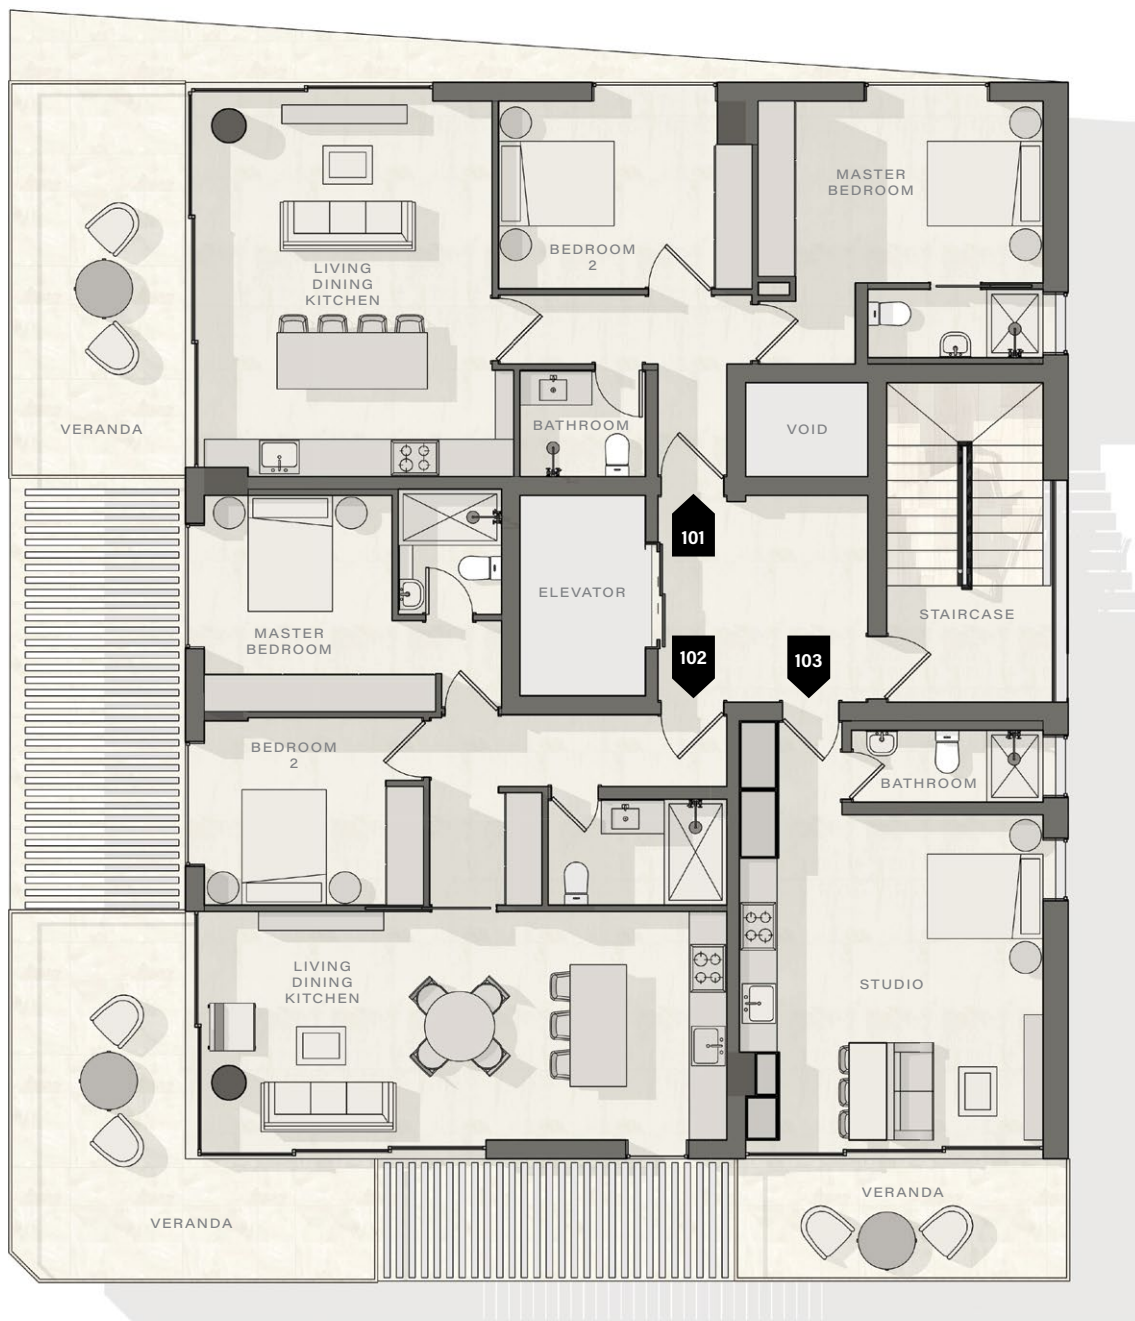 MASTER
BEDROOM
BEDROOM
2
LIVING
DINING
KITCHEN
VERANDA
BATHROOM
VOID
101
ELEVATOR
STAIRCASE
MASTER
BEDROOM
102
103
BEDROOM
2
BATHROOM
LIVING
DINING
KITCHEN
STUDIO
VERANDA
VERANDA